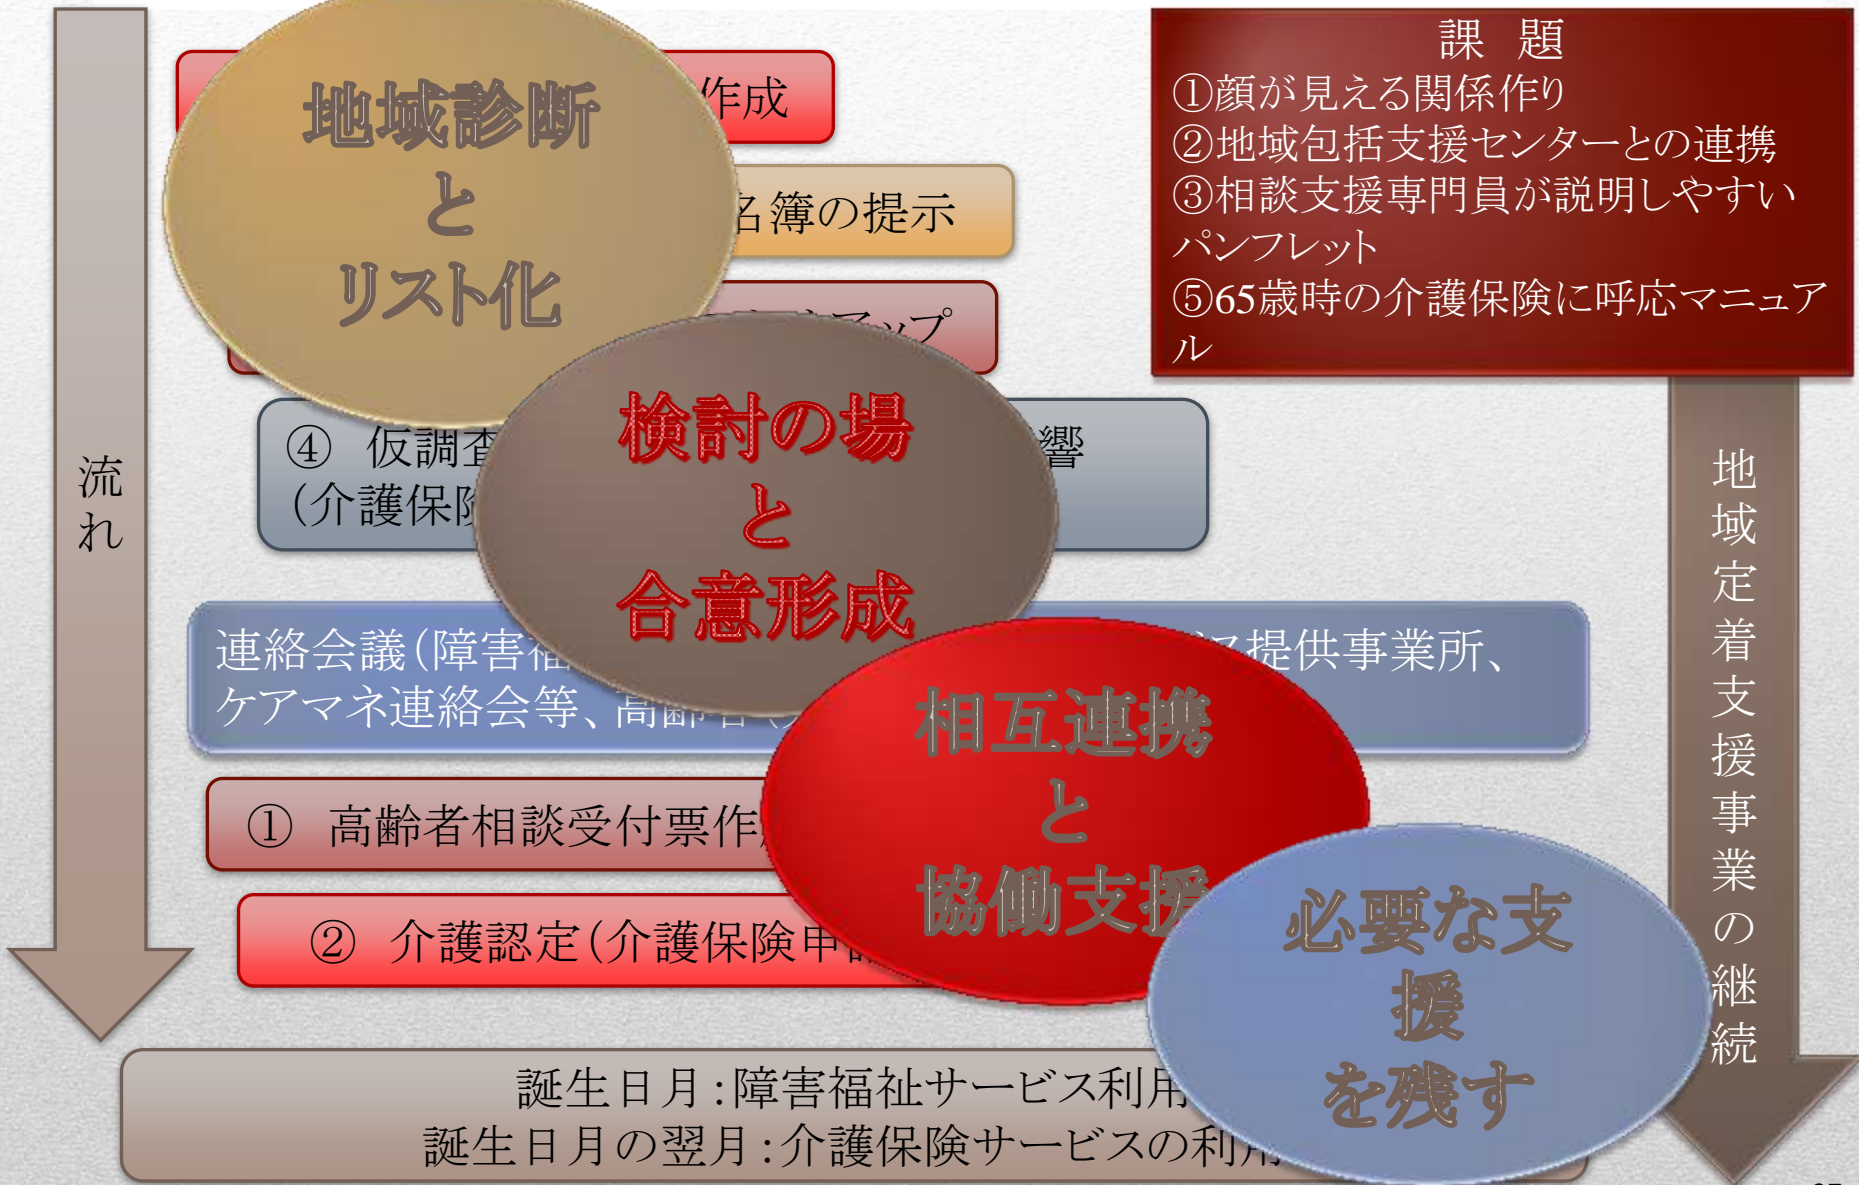 流れ
作成
名簿の提示
アップ
④ 仮調査
響
(介護保険
連絡会議(障害福
ス提供事業所、
ケアマネ連絡会等、高齢者
① 高齢者相談受付票作
② 介護認定(介護保険申
誕生日月:障害福祉サービス利用
誕生日月の翌月:介護保険サービスの利用
地域診断
と
リスト化
検討の場
と
合意形成
相互連携
と
協働支援
必要な支
援
を残す
課 題
①顔が見える関係作り
②地域包括支援センターとの連携
③相談支援専門員が説明しやすい
パンフレット
⑤65歳時の介護保険に呼応マニュア
ル
地域定着支援事業の継続